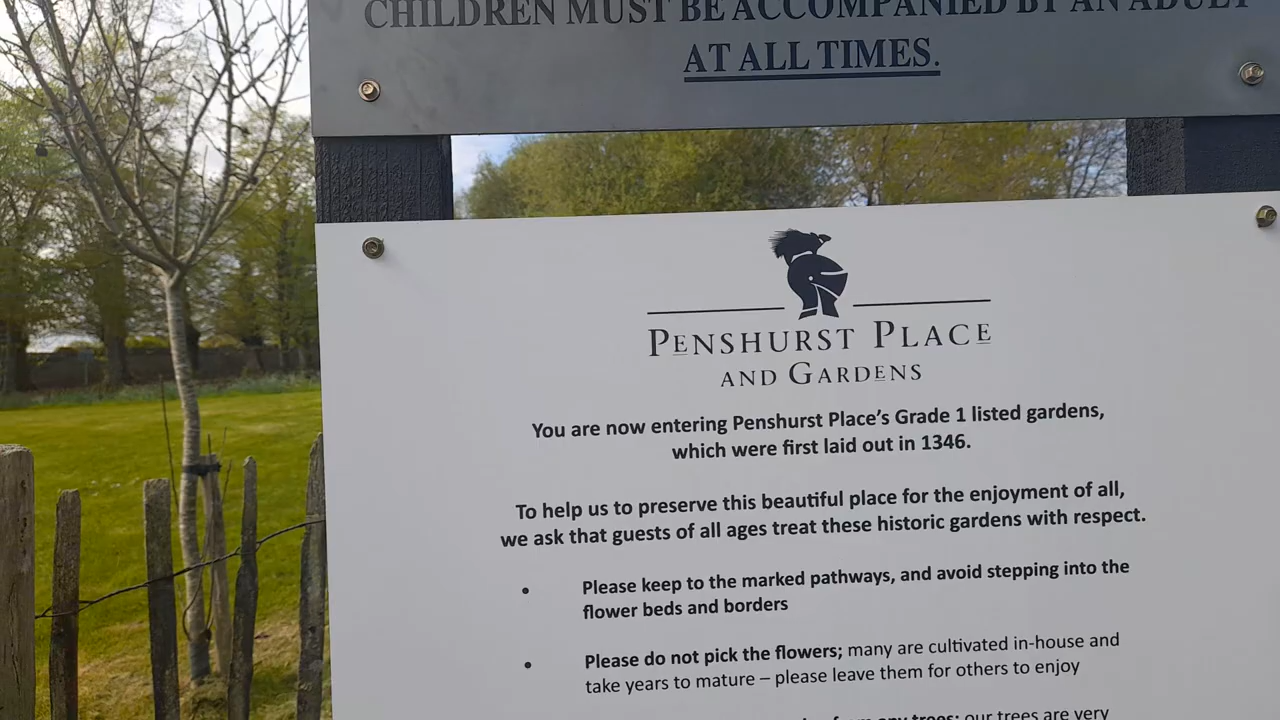 CHILDREN MUST BE ACCOMPANIED BY AN ADULT
AT ALL TIMES.
PENSHURST PLACE
AND GARDENS
You are now entering Penshurst Place's Grade 1 listed gardens,
which were first laid out in 1346.
To help us to preserve this beautiful place for the enjoyment of all,
we ask that guests of all ages treat these historic gardens with respect.
• Please keep to the marked pathways, and avoid stepping into the
flower beds and borders
• Please do not pick the flowers; many are cultivated in-house and
take years to mature – please leave them for others to enjoy
from any trees; our trees are very